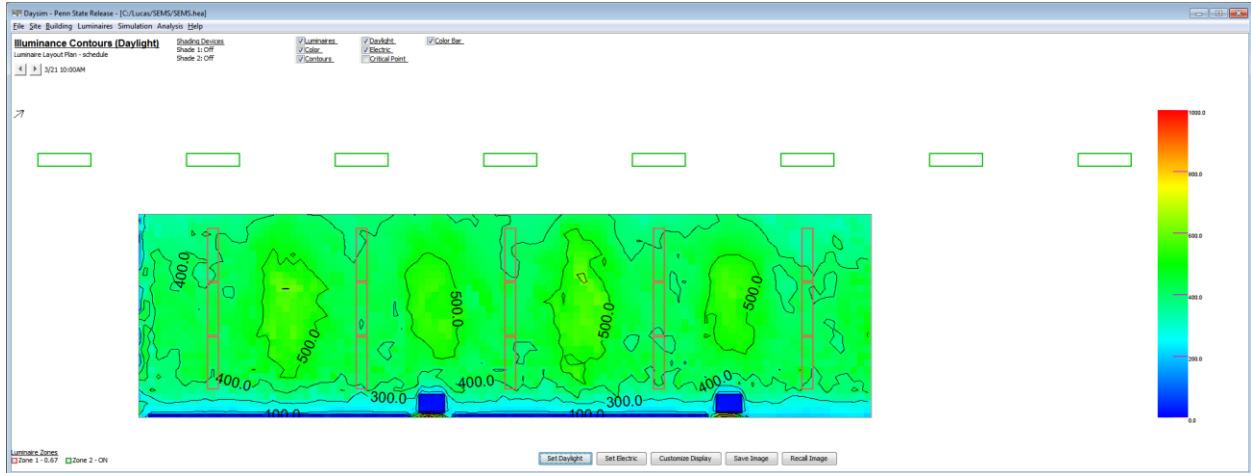 Daysim - Penn State Release - [C:/Lucas/SEMS/SEMS.hea]
File Site Building Luminaires Simulation Analysis Help
Illuminance Contours (Daylight)
Luminaire Layout Plan - schedule
3/21 10:00AM
Shading Devices
Shade 1: Off
Shade 2: Off
Luminaires Daylight Color Bar
Color Electric
Contours Critical Point
1000.0
800.0
600.0
400.0
200.0
0.0
400.0
500.0
500.0
500.0
500.0
400.0
400.0
400.0
300.0
300.0
100.0
100.0
Luminaire Zones
Zone 1 - 0.67 Zone 2 - ON
Set Daylight Set Electric Customize Display Save Image Recall Image